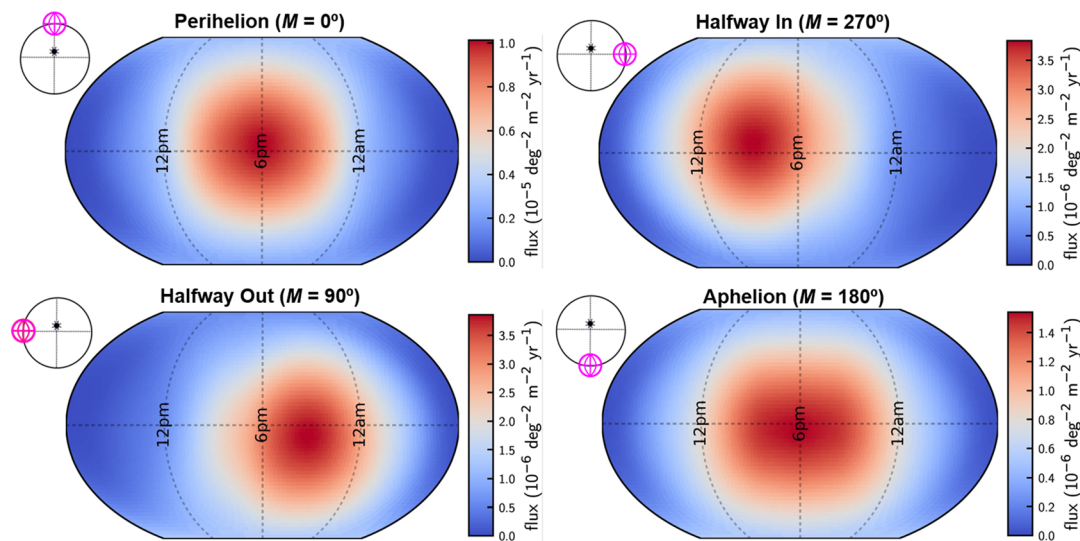 Perihelion (M = 0º)
12pm
6pm
12am
1.0
0.8
0.6
0.4
0.2
0.0
flux (10⁻⁵ deg⁻² m⁻² yr⁻¹)
Halfway In (M = 270º)
12pm
6pm
12am
3.5
3.0
2.5
2.0
1.5
1.0
0.5
0.0
flux (10⁻⁶ deg⁻² m⁻² yr⁻¹)
Halfway Out (M = 90º)
12pm
6pm
12am
3.5
3.0
2.5
2.0
1.5
1.0
0.5
0.0
flux (10⁻⁶ deg⁻² m⁻² yr⁻¹)
Aphelion (M = 180º)
12pm
6pm
12am
1.4
1.2
1.0
0.8
0.6
0.4
0.2
0.0
flux (10⁻⁶ deg⁻² m⁻² yr⁻¹)